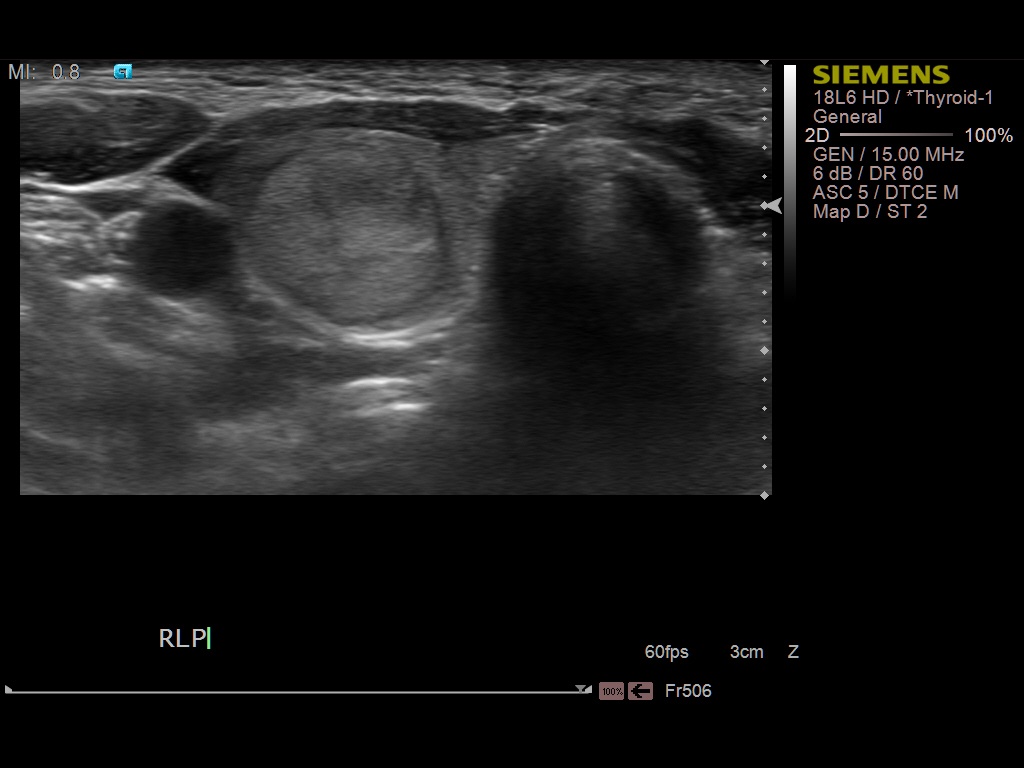 MI: 0.8
SIEMENS
18L6 HD / *Thyroid-1
General
2D 100%
GEN / 15.00 MHz
6 dB / DR 60
ASC 5 / DTCE M
Map D / ST 2
RLP
60fps 3cm Z
100% Fr506